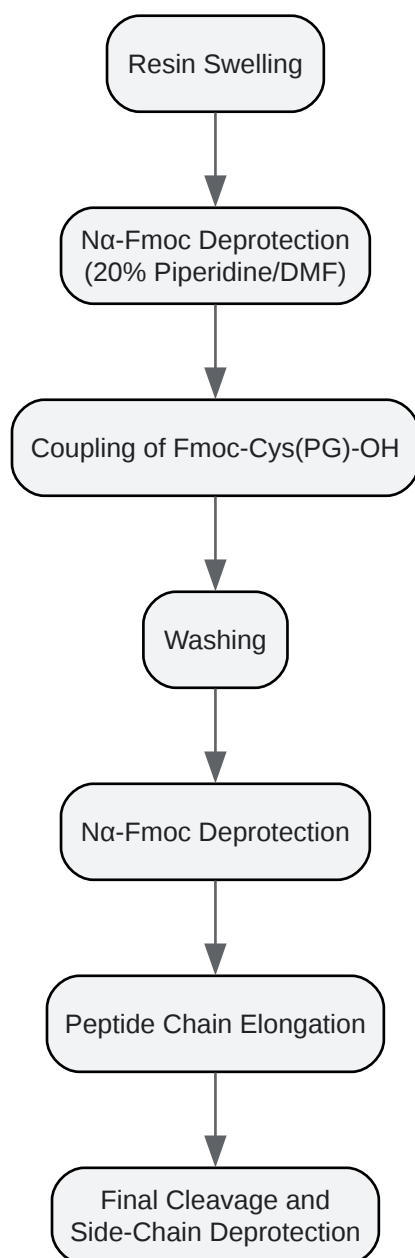 Resin Swelling
Nα-Fmoc Deprotection
(20% Piperidine/DMF)
Coupling of Fmoc-Cys(PG)-OH
Washing
Nα-Fmoc Deprotection
Peptide Chain Elongation
Final Cleavage and
Side-Chain Deprotection